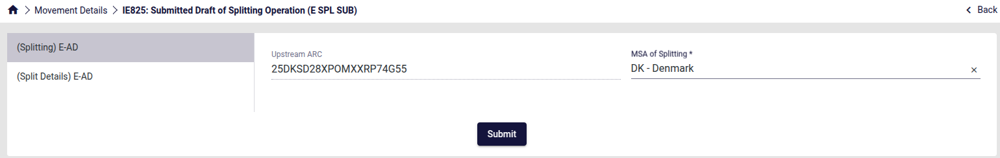 Movement Details IE825: Submitted Draft of Splitting Operation (E SPL SUB) Back
(Splitting) E-AD
(Split Details) E-AD
Upstream ARC
25DKSD28XPOMXXRP74G55
MSA of Splitting *
DK - Denmark
Submit